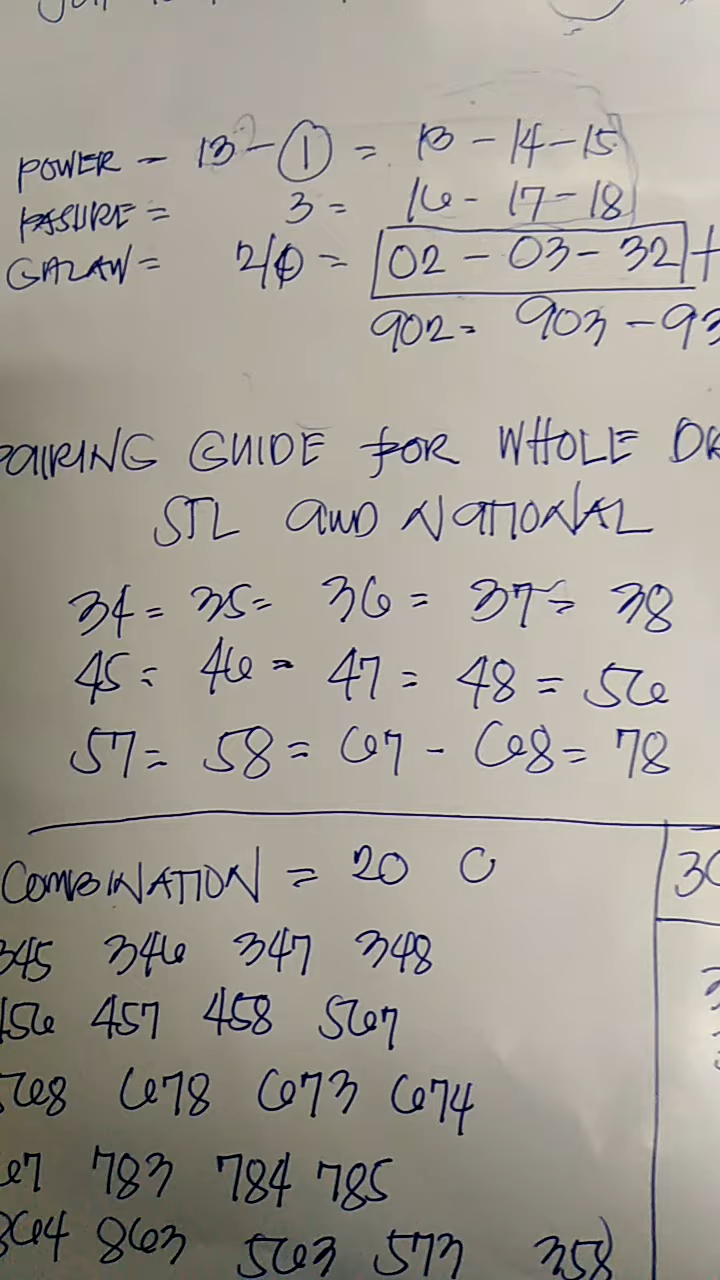 POWER - 13 - 1 = 13 - 14 - 15
PASURE = 3 = 16 - 17 - 18
GALAW = 2/0 = 02 - 03 - 32 +
902 = 903 - 93
PAIRING GUIDE FOR WHOLE
STL AND NATIONAL
34 = 35 = 36 = 37 = 38
45 = 46 = 47 = 48 = 56
57 = 58 = 67 - 68 = 78
COMBINATION = 20 C
345 346 347 348
456 457 458 567
568 678 673 674
67 783 784 785
364 863 563 573 358